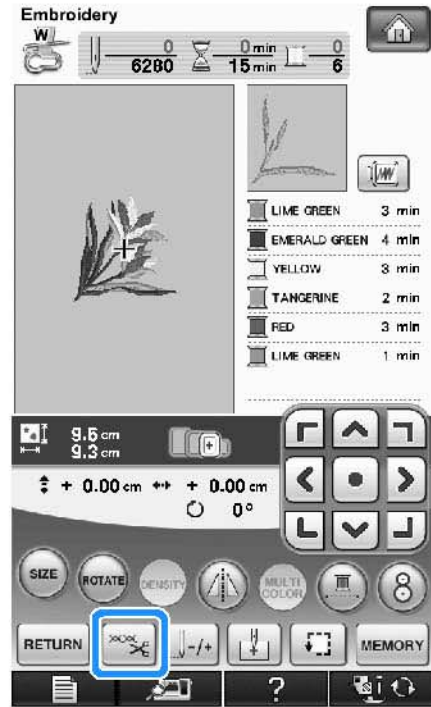 Embroidery
W
0 0 min 0
6280 15 min 6
LIME GREEN 3 min
EMERALD GREEN 4 min
YELLOW 3 min
TANGERINE 2 min
RED 3 min
LIME GREEN 1 min
9.6 cm
9.3 cm
+ 0.00 cm + 0.00 cm
0°
SIZE ROTATE DENSITY MULTI COLOR 8
RETURN -/+ MEMORY
? i